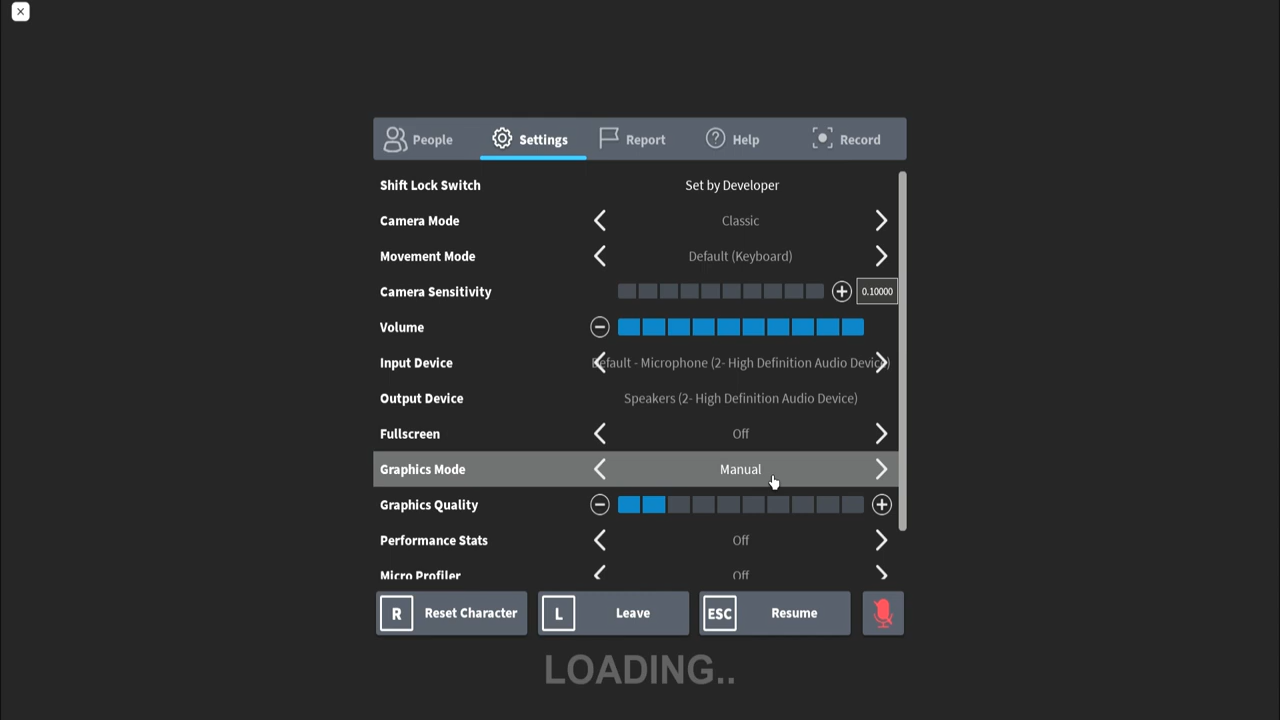 People Settings Report Help Record
Shift Lock Switch Set by Developer
Camera Mode Classic
Movement Mode Default (Keyboard)
Camera Sensitivity 0.10000
Volume
Input Device Default - Microphone (2- High Definition Audio Device)
Output Device Speakers (2- High Definition Audio Device)
Fullscreen Off
Graphics Mode Manual
Graphics Quality
Performance Stats Off
Micro Profiler Off
R Reset Character L Leave ESC Resume
LOADING..